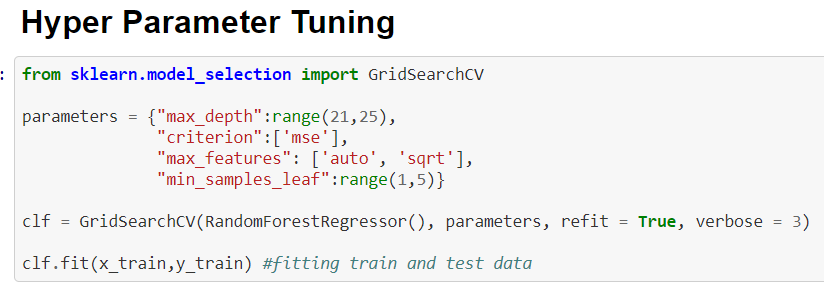 Hyper Parameter Tuning
: from sklearn.model_selection import GridSearchCV
parameters = {"max_depth":range(21,25),
"criterion":['mse'],
"max_features": ['auto', 'sqrt'],
"min_samples_leaf":range(1,5)}
clf = GridSearchCV(RandomForestRegressor(), parameters, refit = True, verbose = 3)
clf.fit(x_train,y_train) #fitting train and test data